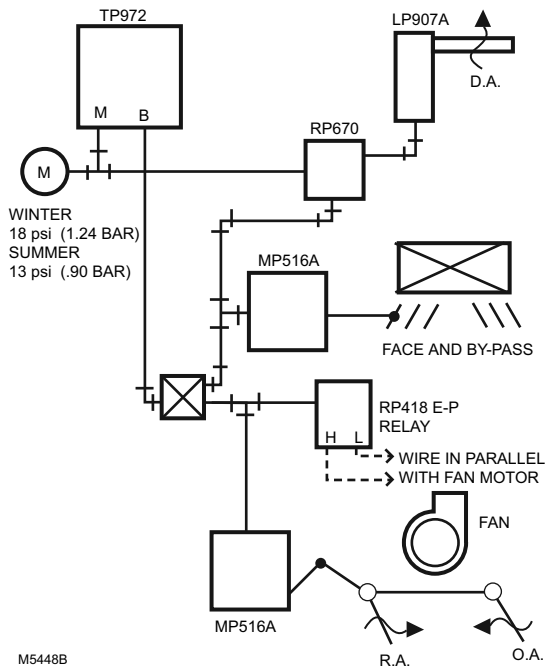 TP972
LP907A
M
B
D.A.
RP670
M
WINTER
18 psi (1.24 BAR)
SUMMER
13 psi (.90 BAR)
MP516A
FACE AND BY-PASS
RP418 E-P
RELAY
H
L
WIRE IN PARALLEL
WITH FAN MOTOR
FAN
MP516A
R.A.
O.A.
M5448B